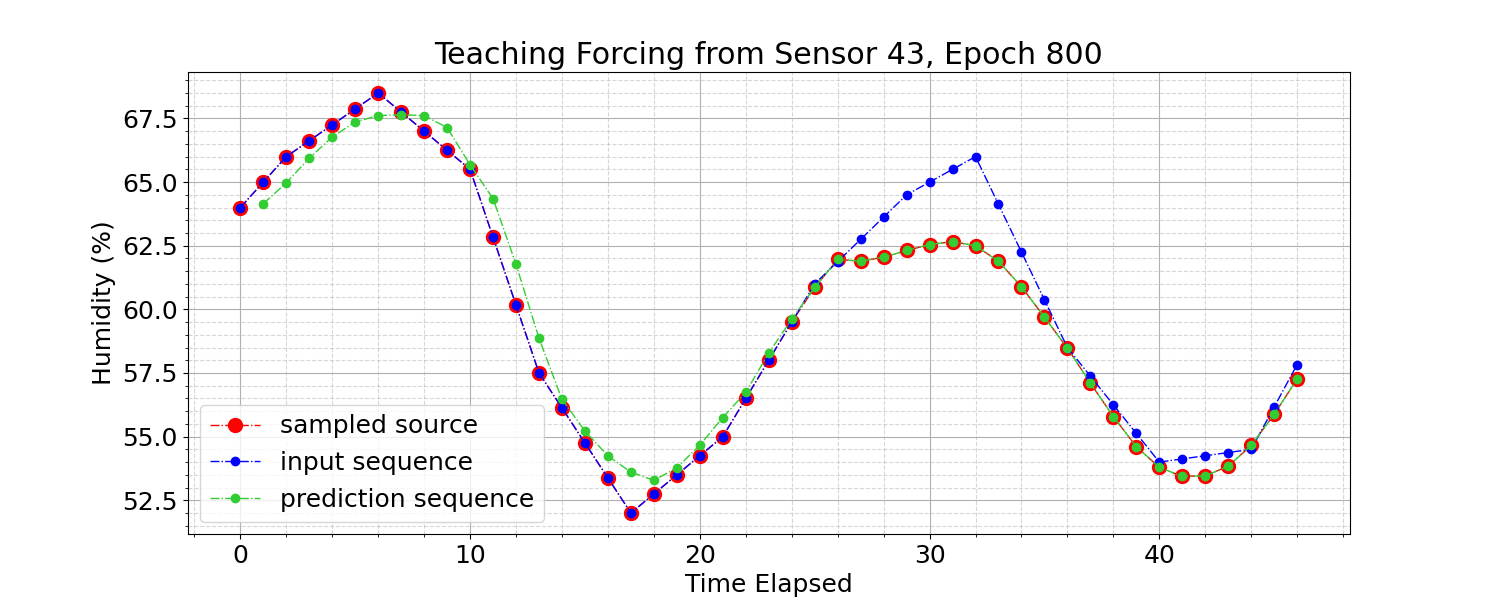 Teaching Forcing from Sensor 43, Epoch 800
Humidity (%)
67.5
65.0
62.5
60.0
57.5
55.0
52.5
sampled source
input sequence
prediction sequence
0 10 20 30 40
Time Elapsed